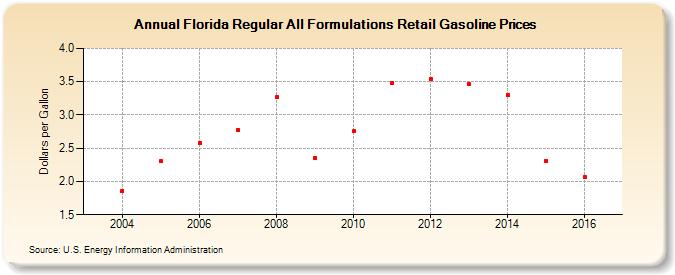 Annual Florida Regular All Formulations Retail Gasoline Prices
Dollars per Gallon
4.0
3.5
3.0
2.5
2.0
1.5
2004 2006 2008 2010 2012 2014 2016
Source: U.S. Energy Information Administration